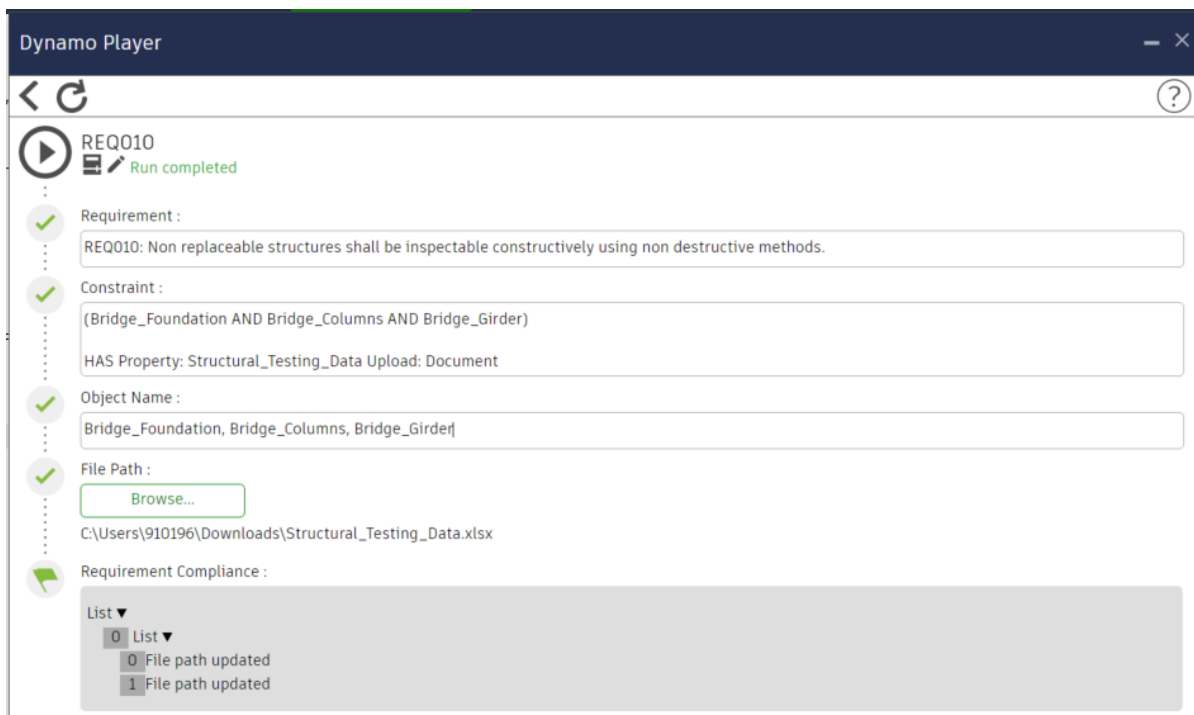 Dynamo Player
REQ010
Run completed
Requirement :
REQ010: Non replaceable structures shall be inspectable constructively using non destructive methods.
Constraint :
(Bridge_Foundation AND Bridge_Columns AND Bridge_Girder)
HAS Property: Structural_Testing_Data Upload: Document
Object Name :
Bridge_Foundation, Bridge_Columns, Bridge_Girder
File Path :
Browse...
C:\Users\910196\Downloads\Structural_Testing_Data.xlsx
Requirement Compliance :
List ▼
0 List ▼
0 File path updated
1 File path updated